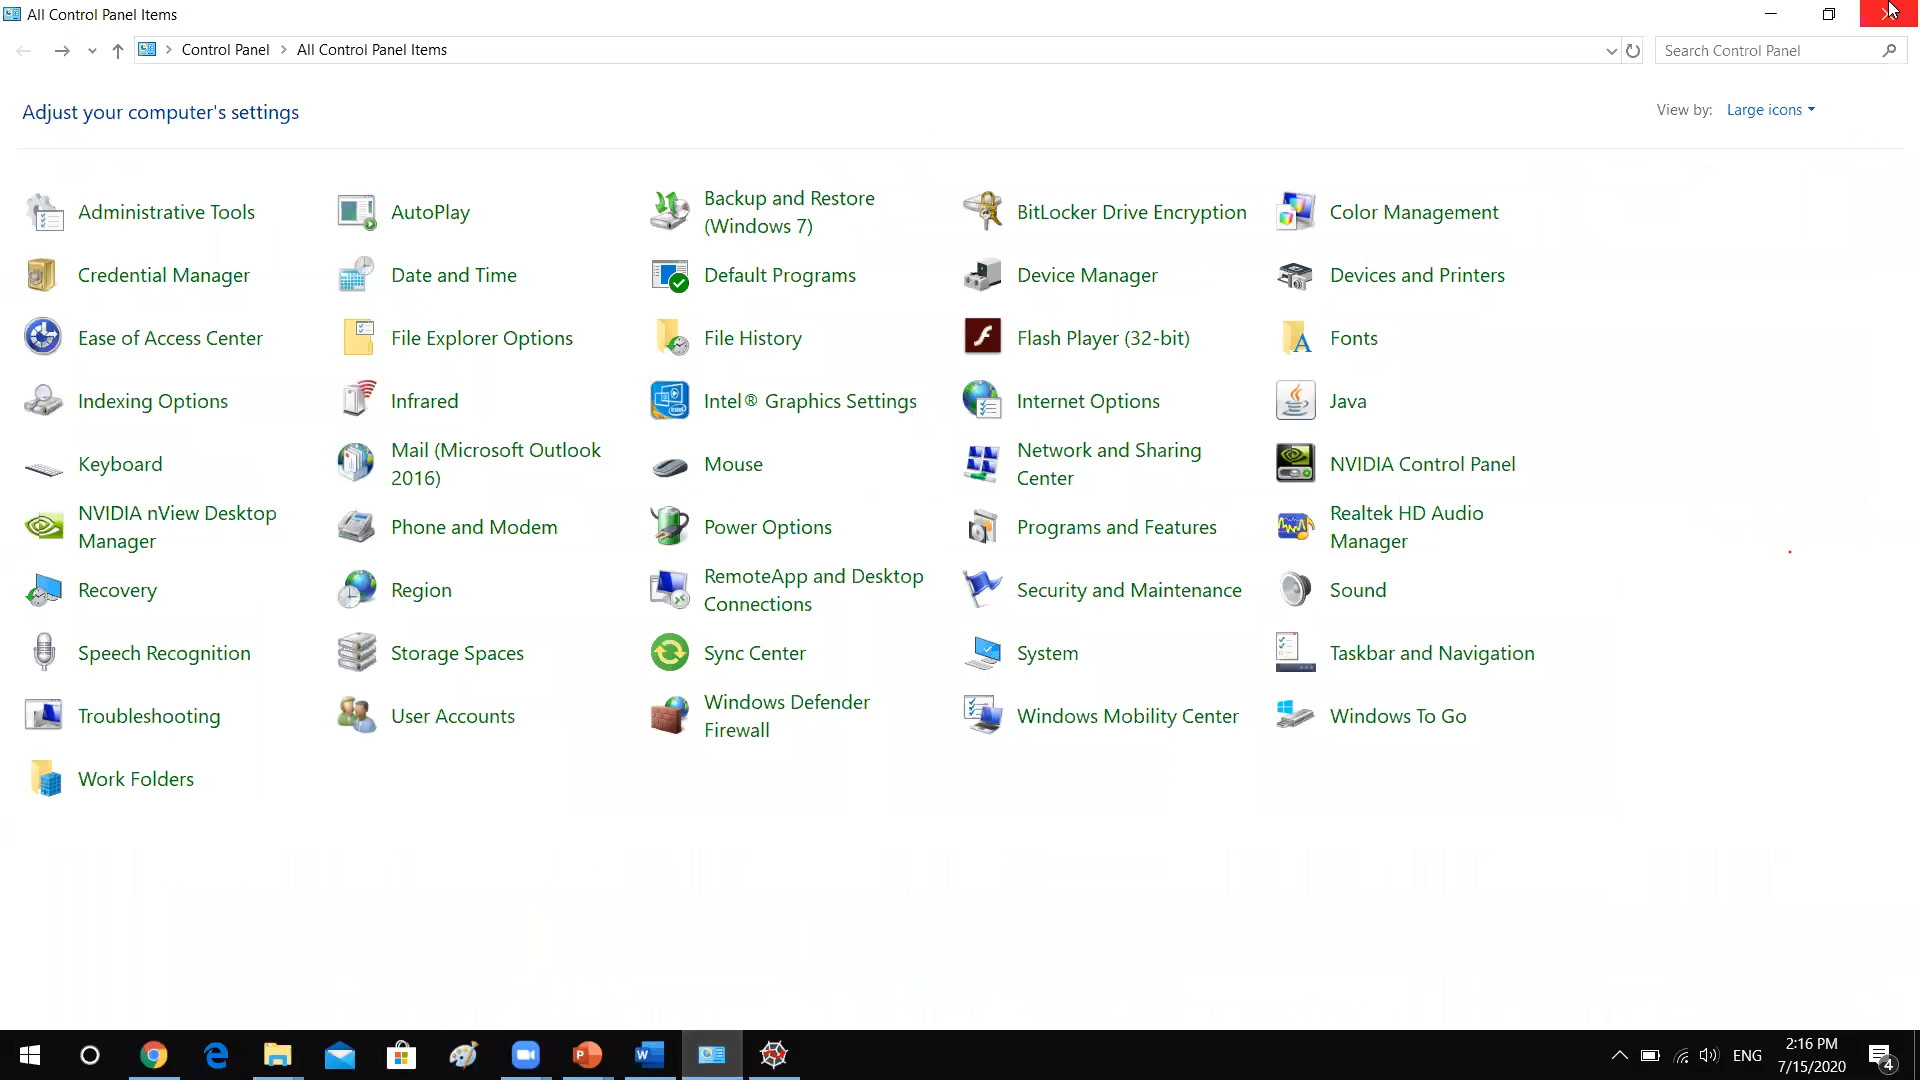 All Control Panel Items
Control Panel > All Control Panel Items
Search Control Panel
Adjust your computer's settings
View by: Large icons
Administrative Tools
AutoPlay
Backup and Restore
(Windows 7)
BitLocker Drive Encryption
Color Management
Credential Manager
Date and Time
Default Programs
Device Manager
Devices and Printers
Ease of Access Center
File Explorer Options
File History
Flash Player (32-bit)
Fonts
Indexing Options
Infrared
Intel® Graphics Settings
Internet Options
Java
Keyboard
Mail (Microsoft Outlook
2016)
Mouse
Network and Sharing
Center
NVIDIA Control Panel
NVIDIA nView Desktop
Manager
Phone and Modem
Power Options
Programs and Features
Realtek HD Audio
Manager
Recovery
Region
RemoteApp and Desktop
Connections
Security and Maintenance
Sound
Speech Recognition
Storage Spaces
Sync Center
System
Taskbar and Navigation
Troubleshooting
User Accounts
Windows Defender
Firewall
Windows Mobility Center
Windows To Go
Work Folders
ENG
2:16 PM
7/15/2020
4